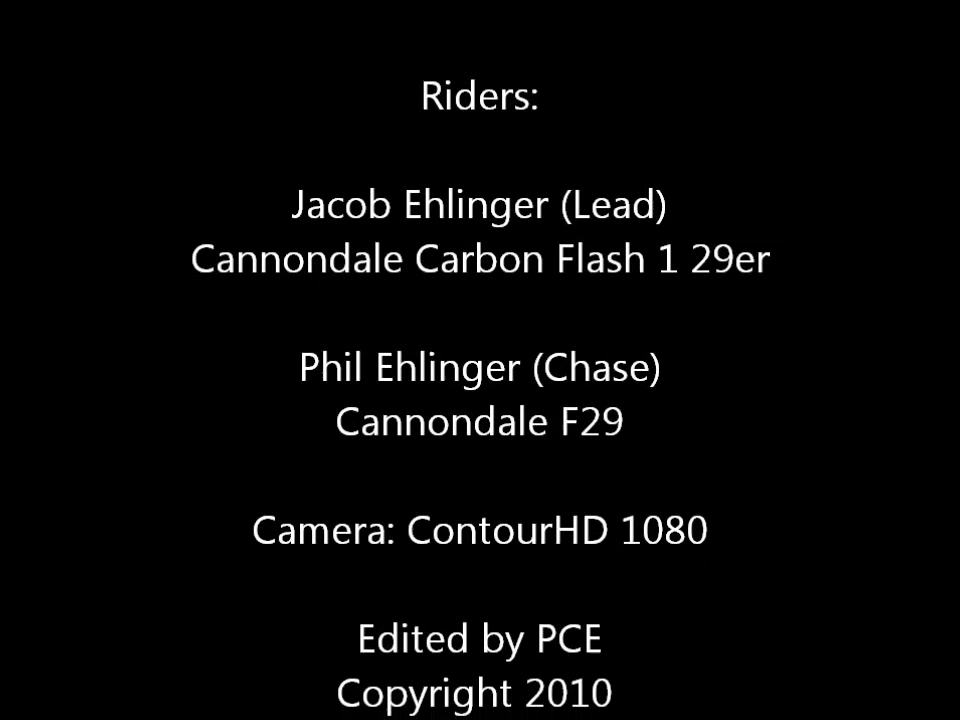 Riders:
Jacob Ehlinger (Lead)
Cannondale Carbon Flash 1 29er
Phil Ehlinger (Chase)
Cannondale F29
Camera: ContourHD 1080
Edited by PCE
Copyright 2010